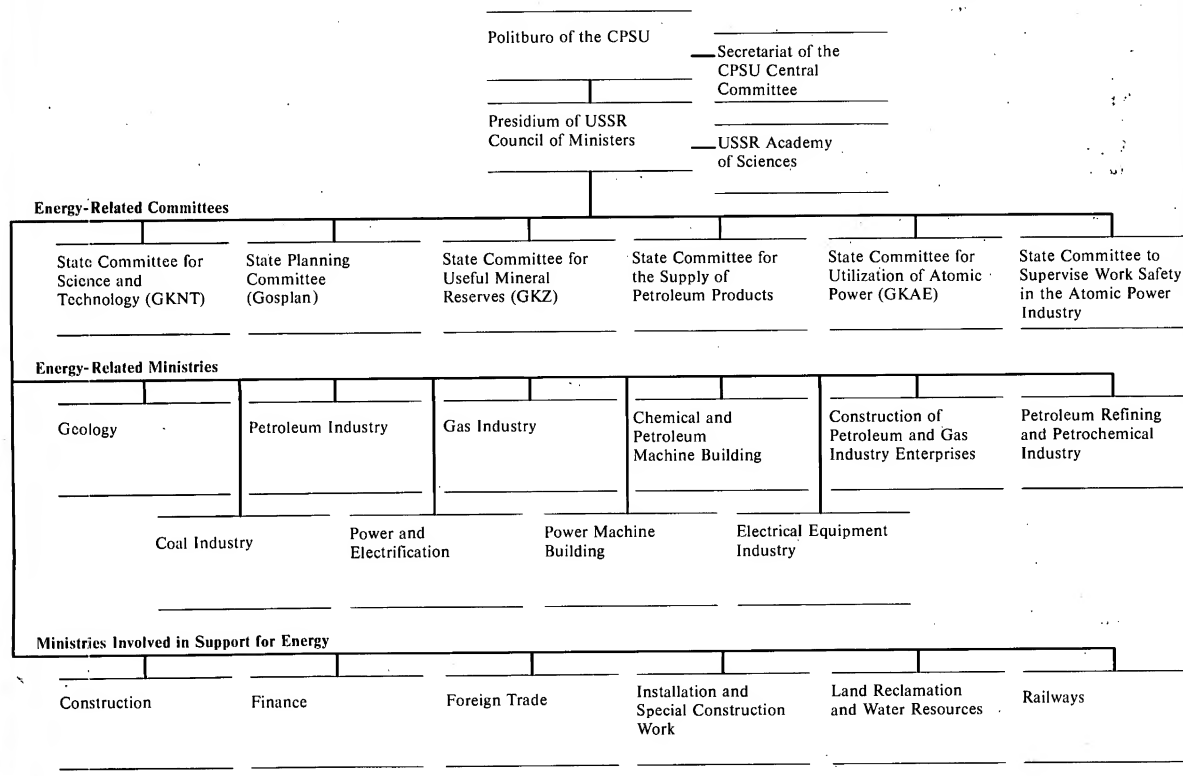 Politburo of the CPSU
Secretariat of the
CPSU Central
Committee
Presidium of USSR
Council of Ministers
USSR Academy
of Sciences
Energy-Related Committees
State Committee for
Science and
Technology (GKNT)
State Planning
Committee
(Gosplan)
State Committee for
Useful Mineral
Reserves (GKZ)
State Committee for
the Supply of
Petroleum Products
State Committee for
Utilization of Atomic
Power (GKAE)
State Committee to
Supervise Work Safety
in the Atomic Power
Industry
Energy-Related Ministries
Geology
Petroleum Industry
Gas Industry
Chemical and
Petroleum
Machine Building
Construction of
Petroleum and Gas
Industry Enterprises
Petroleum Refining
and Petrochemical
Industry
Coal Industry
Power and
Electrification
Power Machine
Building
Electrical Equipment
Industry
Ministries Involved in Support for Energy
Construction
Finance
Foreign Trade
Installation and
Special Construction
Work
Land Reclamation
and Water Resources
Railways